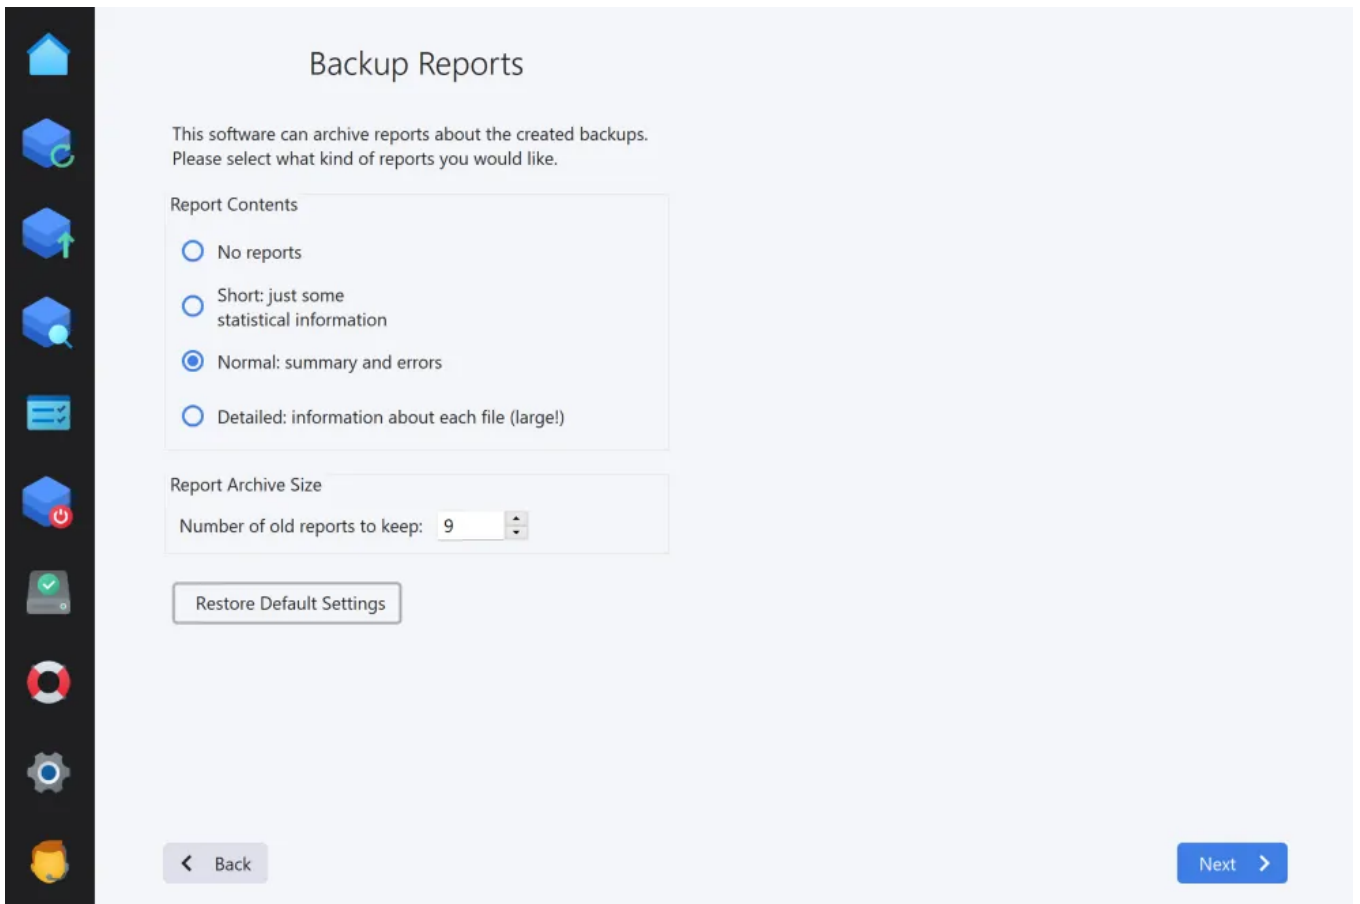 Backup Reports
This software can archive reports about the created backups.
Please select what kind of reports you would like.
Report Contents
No reports
Short: just some
statistical information
Normal: summary and errors
Detailed: information about each file (large!)
Report Archive Size
Number of old reports to keep: 9
Restore Default Settings
Back
Next